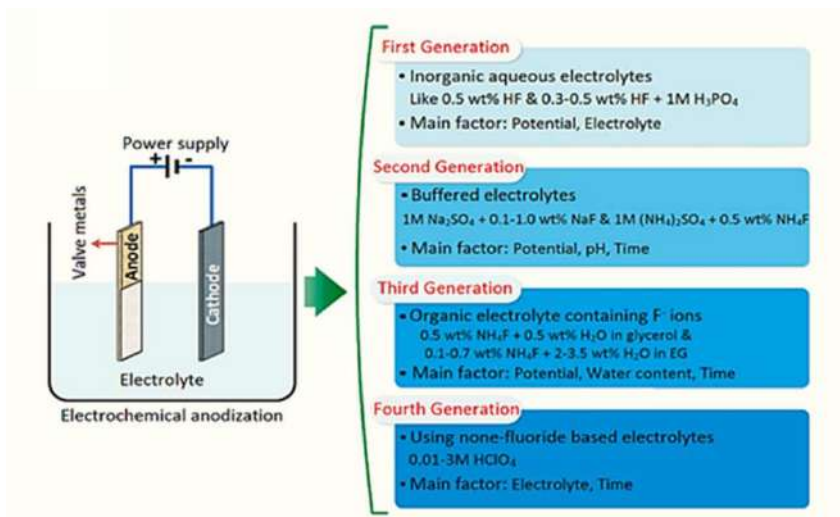 Power supply
+ -
Valve metals
Anode
Cathode
Electrolyte
Electrochemical anodization
First Generation
• Inorganic aqueous electrolytes
Like 0.5 wt% HF & 0.3-0.5 wt% HF + 1M H₃PO₄
• Main factor: Potential, Electrolyte
Second Generation
• Buffered electrolytes
1M Na₂SO₄ + 0.1-1.0 wt% NaF & 1M (NH₄)₂SO₄ + 0.5 wt% NH₄F
• Main factor: Potential, pH, Time
Third Generation
• Organic electrolyte containing F⁻ ions
0.5 wt% NH₄F + 0.5 wt% H₂O in glycerol &
0.1-0.7 wt% NH₄F + 2-3.5 wt% H₂O in EG
• Main factor: Potential, Water content, Time
Fourth Generation
• Using none-fluoride based electrolytes
0.01-3M HClO₄
• Main factor: Electrolyte, Time